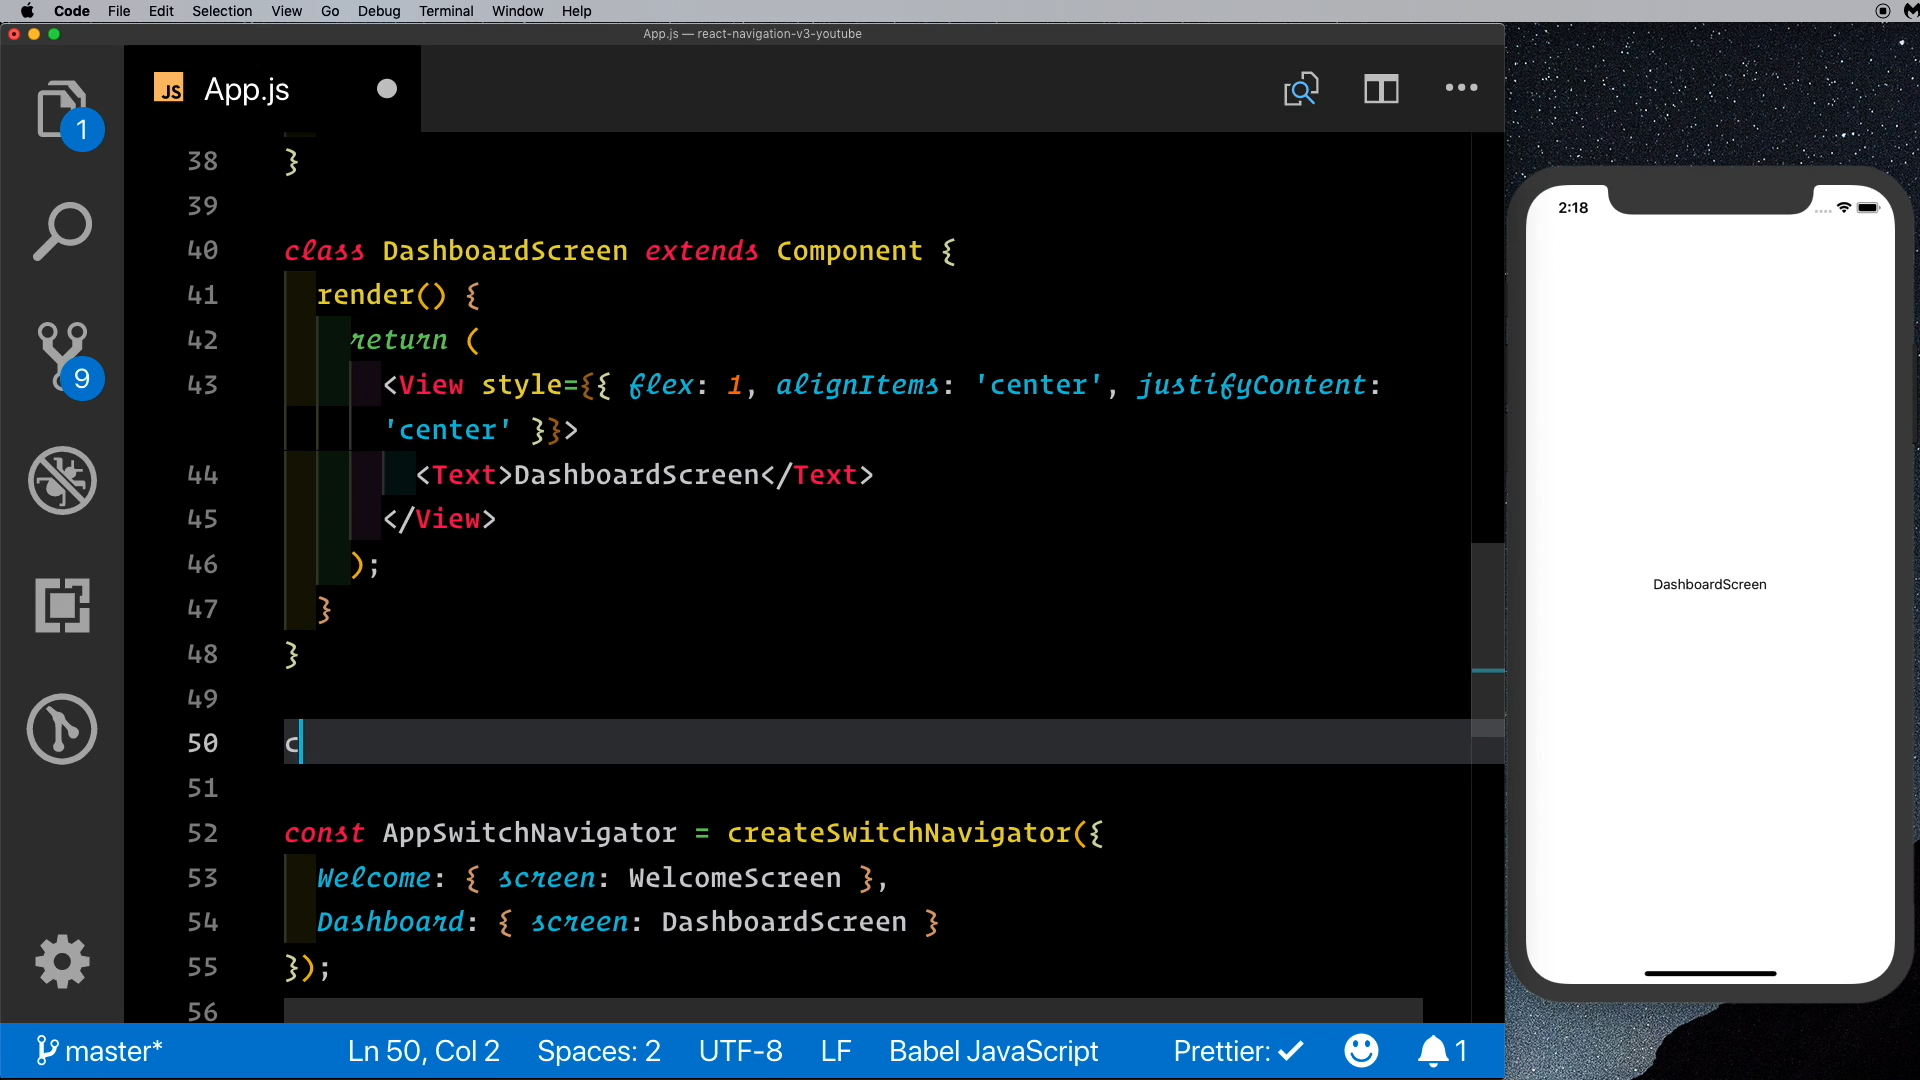 Code File Edit Selection View Go Debug Terminal Window Help
App.js — react-navigation-v3-youtube
JS App.js
1
9
38 }
39
40 class DashboardScreen extends Component {
41 render() {
42 return (
43 <View style={{ flex: 1, alignItems: 'center', justifyContent:
'center' }}>
44 <Text>DashboardScreen</Text>
45 </View>
46 );
47 }
48 }
49
50 c
51
52 const AppSwitchNavigator = createSwitchNavigator({
53 Welcome: { screen: WelcomeScreen },
54 Dashboard: { screen: DashboardScreen }
55 });
56
master* Ln 50, Col 2 Spaces: 2 UTF-8 LF Babel JavaScript Prettier: ✓ 1
2:18
DashboardScreen